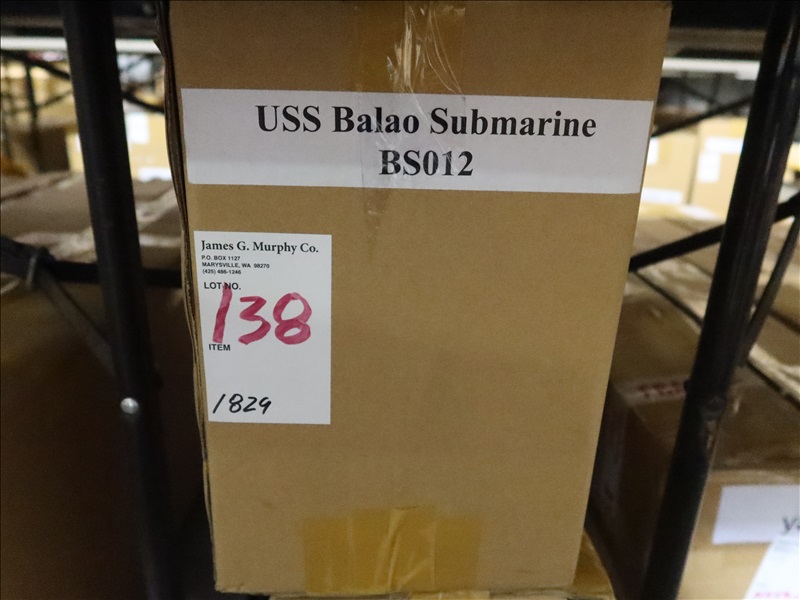 USS Balao Submarine
BS012
James G. Murphy Co.
P.O. BOX 1127
MARYSVILLE, WA 98270
(425) 486-1246
LOT NO.
138
ITEM
1829